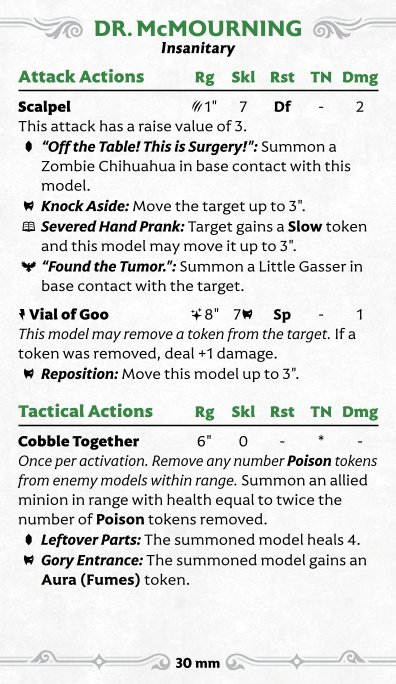 DR. McMOURNING
Insanitary
Attack Actions Rg Skl Rst TN Dmg
Scalpel 1" 7 Df - 2
This attack has a raise value of 3.
"Off the Table! This is Surgery!": Summon a
Zombie Chihuahua in base contact with this
model.
Knock Aside: Move the target up to 3".
Severed Hand Prank: Target gains a Slow token
and this model may move it up to 3".
"Found the Tumor.": Summon a Little Gasser in
base contact with the target.
Vial of Goo 8" 7 Sp - 1
This model may remove a token from the target. If a
token was removed, deal +1 damage.
Reposition: Move this model up to 3".
Tactical Actions Rg Skl Rst TN Dmg
Cobble Together 6" 0 - * -
Once per activation. Remove any number Poison tokens
from enemy models within range. Summon an allied
minion in range with health equal to twice the
number of Poison tokens removed.
Leftover Parts: The summoned model heals 4.
Gory Entrance: The summoned model gains an
Aura (Fumes) token.
30 mm